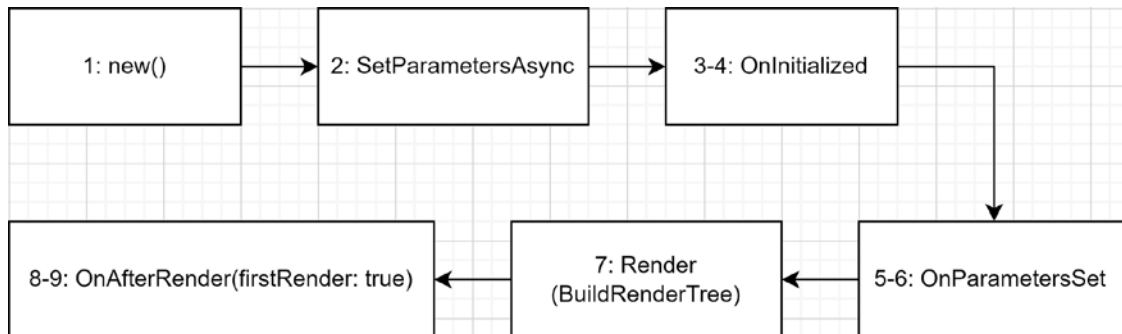 1: new()
2: SetParametersAsync
3-4: OnInitialized
5-6: OnParametersSet
7: Render
(BuildRenderTree)
8-9: OnAfterRender(firstRender: true)